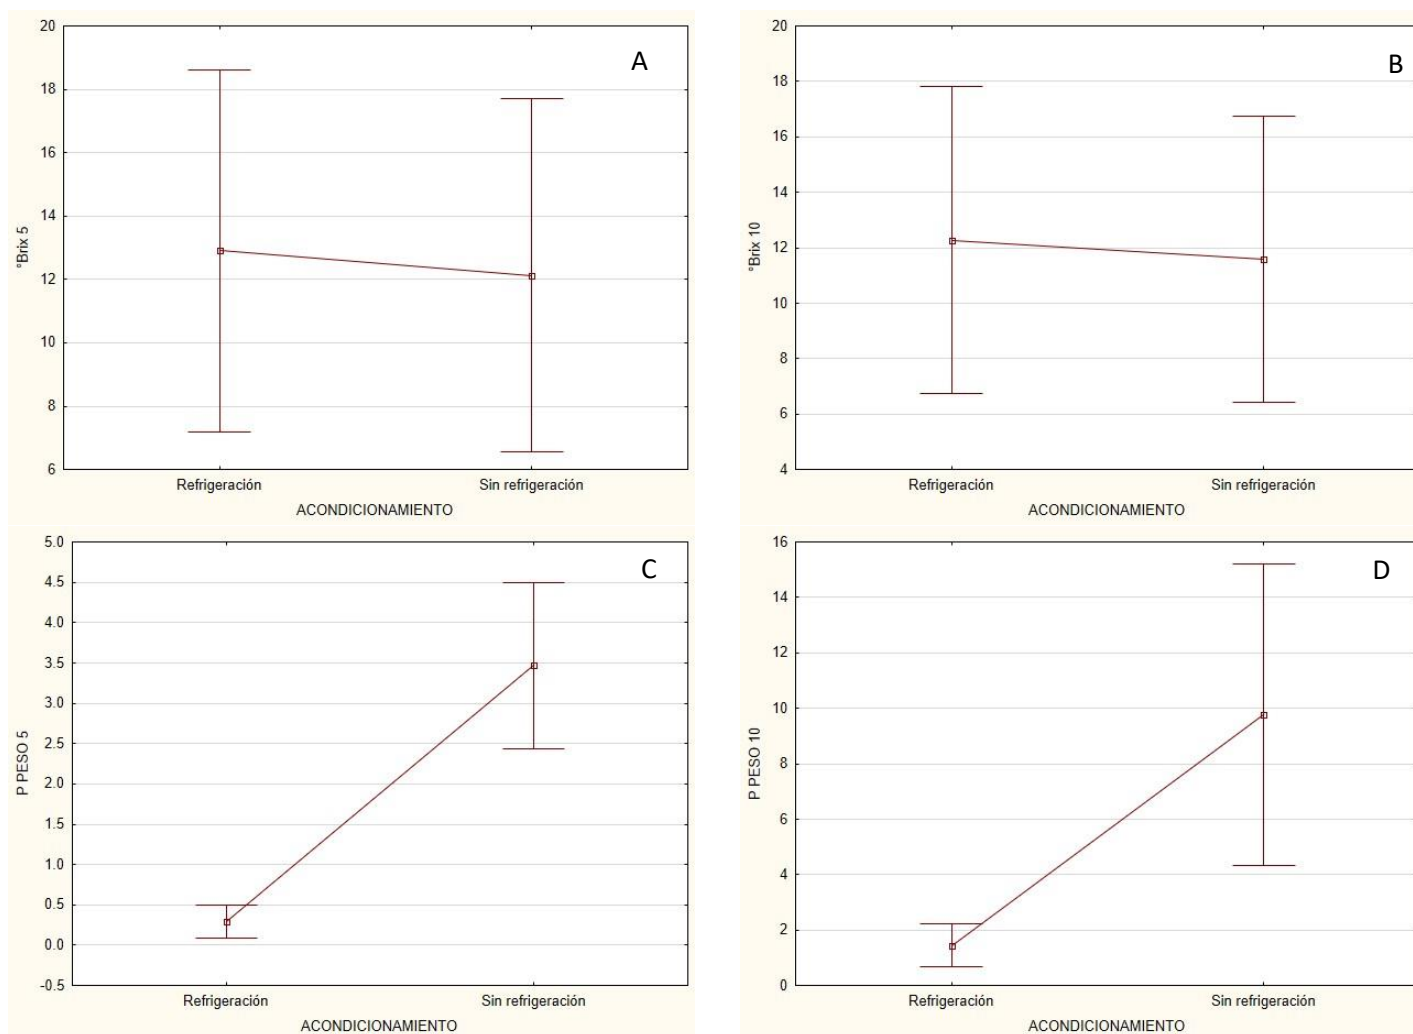 20
18
16
14
12
10
8
6
°Brix 5
A
Refrigeración Sin refrigeración
ACONDICIONAMIENTO
20
18
16
14
12
10
8
6
4
°Brix 10
B
Refrigeración Sin refrigeración
ACONDICIONAMIENTO
5.0
4.5
4.0
3.5
3.0
2.5
2.0
1.5
1.0
0.5
0.0
-0.5
P PESO 5
C
Refrigeración Sin refrigeración
ACONDICIONAMIENTO
16
14
12
10
8
6
4
2
0
P PESO 10
D
Refrigeración Sin refrigeración
ACONDICIONAMIENTO